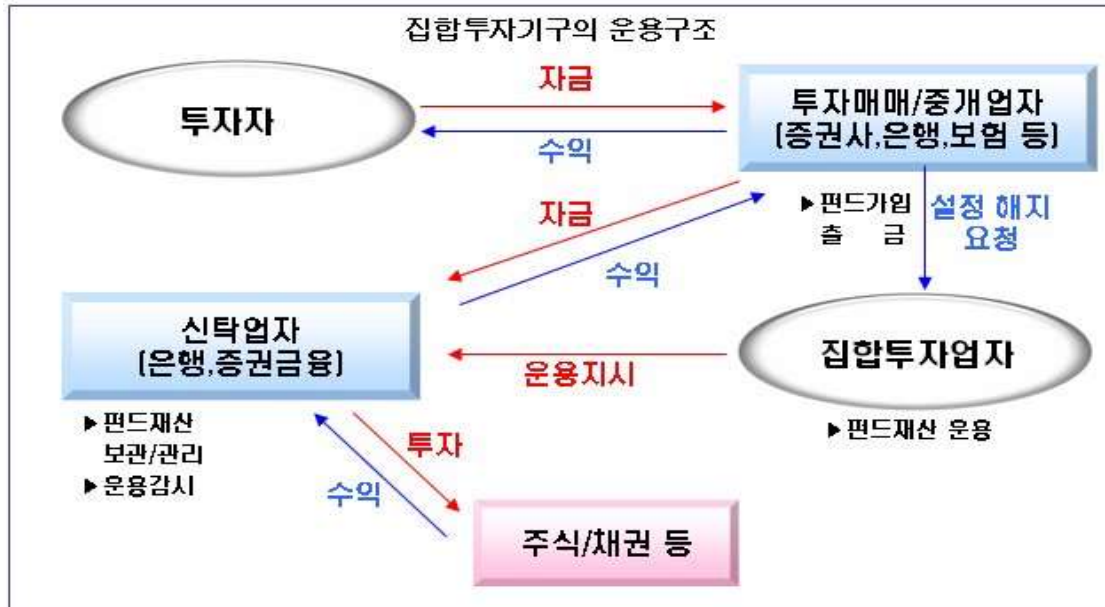 집합투자기구의 운용구조
투자자
자금
수익
투자매매/중개업자
(증권사,은행,보험 등)
자금
수익
▶펀드가입
출 금
설정 해지
요청
신탁업자
(은행,증권금융)
운용지시
집합투자업자
▶펀드재산
보관/관리
▶운용감시
▶펀드재산 운용
투자
수익
주식/채권 등